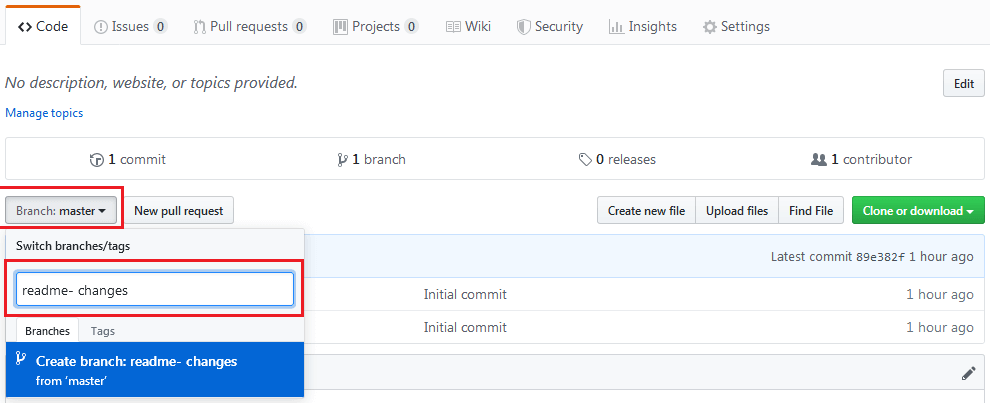 Code Issues 0 Pull requests 0 Projects 0 Wiki Security Insights Settings
No description, website, or topics provided. Edit
Manage topics
1 commit 1 branch 0 releases 1 contributor
Branch: master New pull request Create new file Upload files Find File Clone or download
Switch branches/tags
Latest commit 89e382f 1 hour ago
readme- changes Initial commit 1 hour ago
Branches Tags Initial commit 1 hour ago
Create branch: readme- changes
from ‘master’